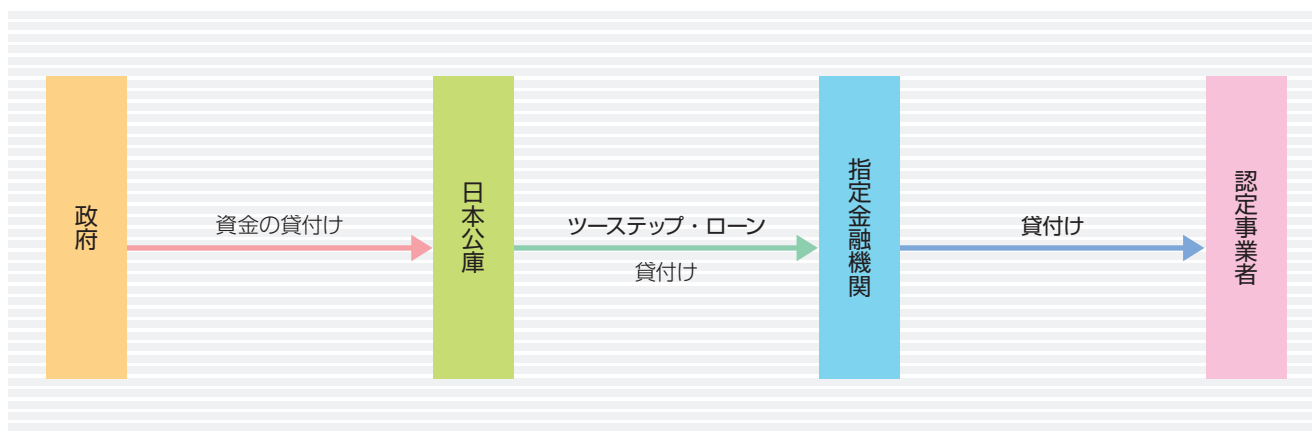 政府
資金の貸付け
日本公庫
ツーステップ・ローン
貸付け
指定金融機関
貸付け
認定事業者